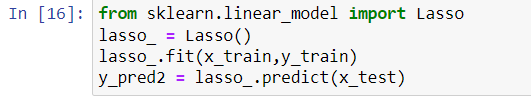 In [16]: from sklearn.linear_model import Lasso
lasso_ = Lasso()
lasso_.fit(x_train,y_train)
y_pred2 = lasso_.predict(x_test)